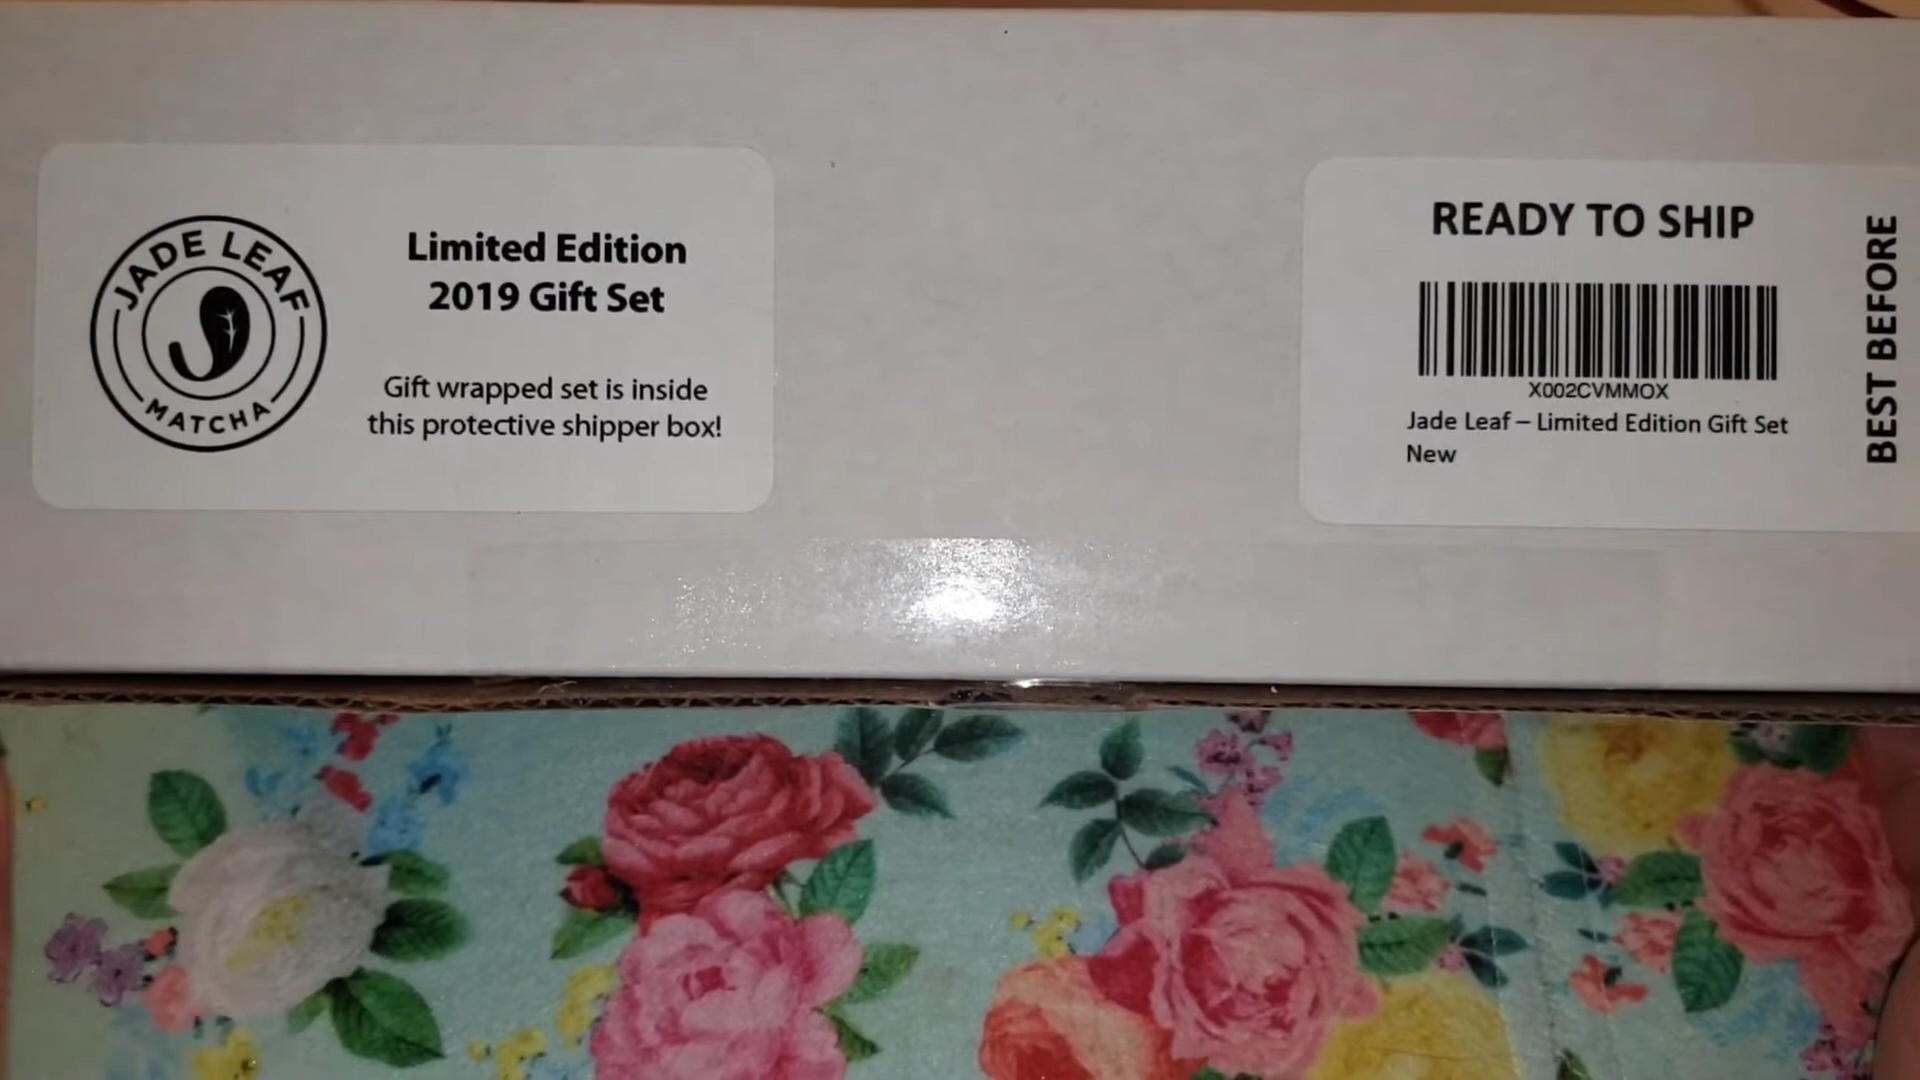 JADE LEAF
MATCHA
Limited Edition
2019 Gift Set
Gift wrapped set is inside
this protective shipper box!
READY TO SHIP
X002CVMMOX
Jade Leaf – Limited Edition Gift Set
New
BEST BEFORE